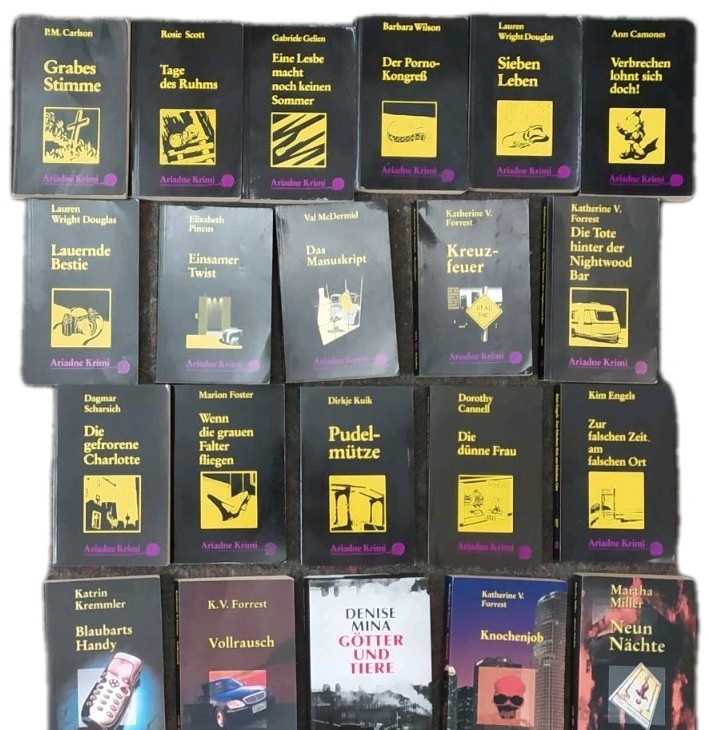 P.M. Carlson
Grabes
Stimme
Ariadne Krimi
Rosie Scott
Tage
des Ruhms
Ariadne Krimi
Gabriele Gelien
Eine Lesbe
macht
noch keinen
Sommer
Ariadne Krimi
Barbara Wilson
Der Porno-
Kongreß
Ariadne Krimi
Lauren
Wright Douglas
Sieben
Leben
Ariadne Krimi
Ann Camones
Verbrechen
lohnt sich
doch!
Ariadne Krimi
Lauren
Wright Douglas
Lauernde
Bestie
Ariadne Krimi
Elizabeth
Pincus
Einsamer
Twist
Ariadne Krimi
Val McDermid
Das
Manuskript
Ariadne Krimi
Katherine V.
Forrest
Kreuz-
feuer
DEAD
END
Ariadne Krimi
Katherine V.
Forrest
Die Tote
hinter der
Nightwood
Bar
Ariadne Krimi
Dagmar
Scharsich
Die
gefrorene
Charlotte
Ariadne Krimi
Marion Foster
Wenn
die grauen
Falter
fliegen
Ariadne Krimi
Dirkje Kuik
Pudel-
mütze
Ariadne Krimi
Dorothy
Cannell
Die
dünne Frau
Ariadne Krimi
Kim Engels
Zur
falschen Zeit
am
falschen Ort
Ariadne Krimi
Katrin
Kremmler
Blaubarts
Handy
K.V. Forrest
Vollrausch
DENISE
MINA
GÖTTER
UND
TIERE
Katherine V.
Forrest
Knochenjob
Martha
Miller
Neun
Nächte